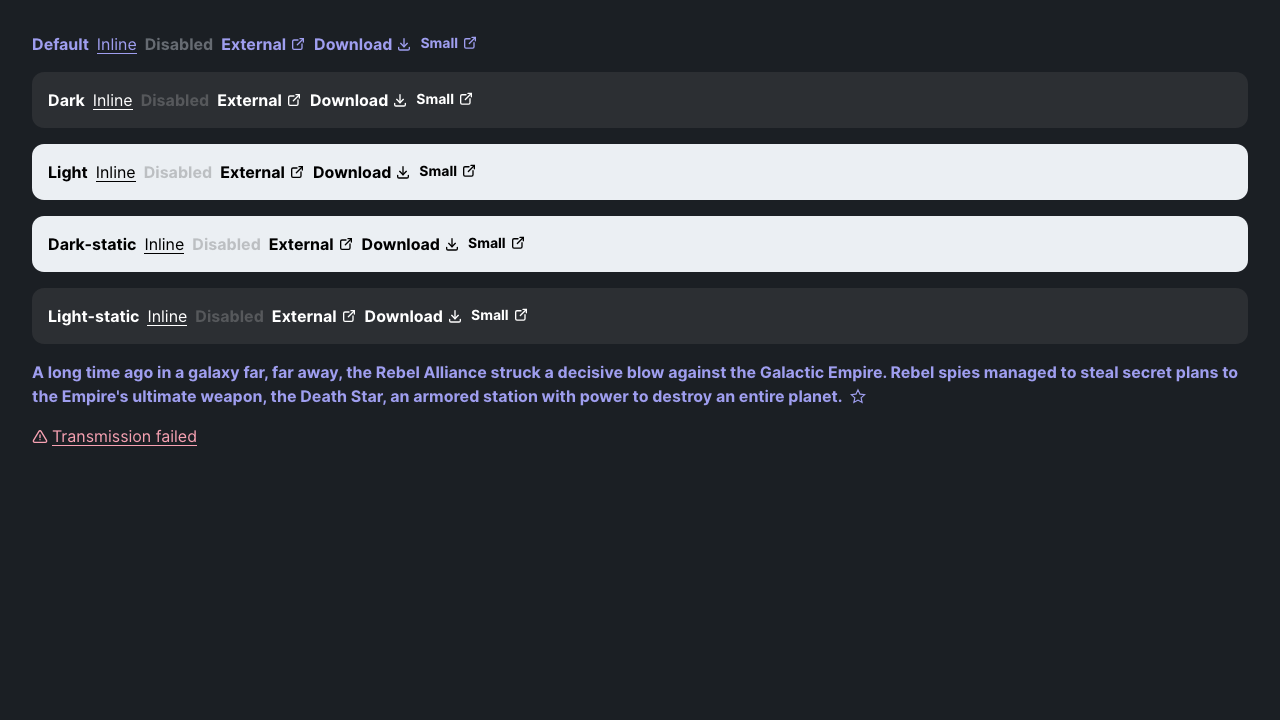 Default Inline Disabled External Download Small
Dark Inline Disabled External Download Small
Light Inline Disabled External Download Small
Dark-static Inline Disabled External Download Small
Light-static Inline Disabled External Download Small
A long time ago in a galaxy far, far away, the Rebel Alliance struck a decisive blow against the Galactic Empire. Rebel spies managed to steal secret plans to
the Empire's ultimate weapon, the Death Star, an armored station with power to destroy an entire planet.
Transmission failed